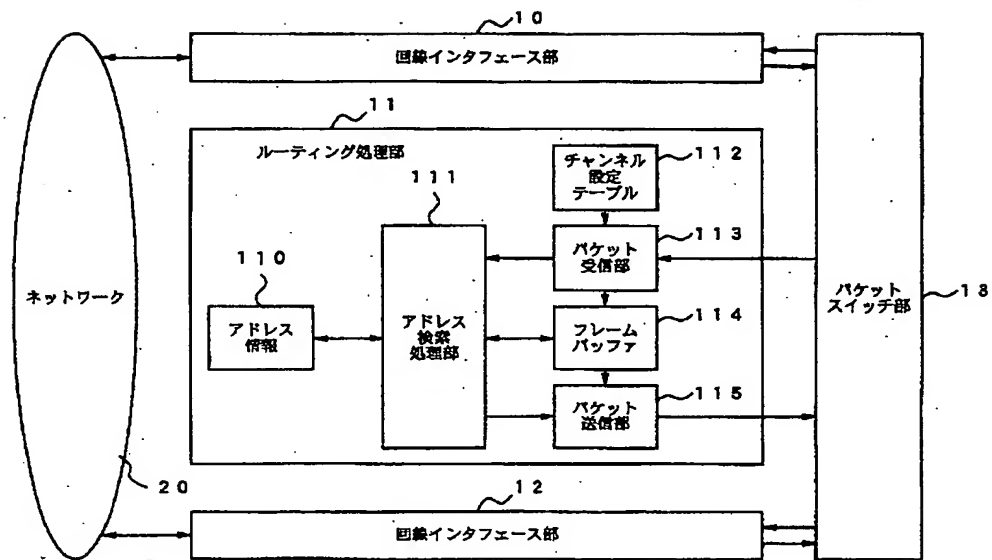 10
回線インタフェース部
11
ルーティング処理部
チャンネル
設定
テーブル
112
111
パケット
受信部
113
110
ネットワーク
アドレス
情報
アドレス
検索
処理部
フレーム
バッファ
114
パケット
スイッチ部
13
パケット
送信部
115
20
12
回線インタフェース部